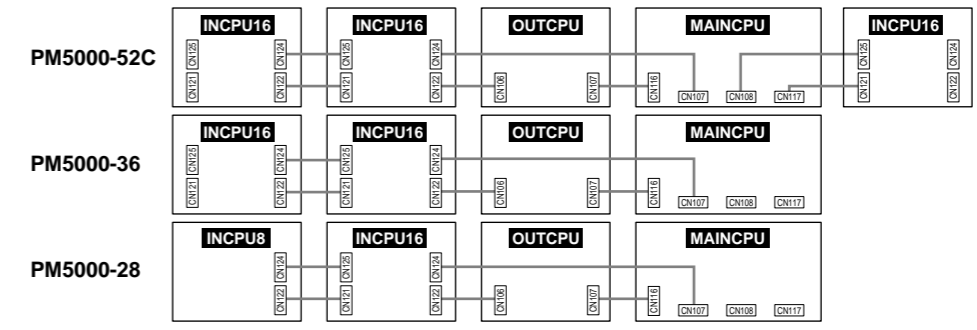 INCPU16 INCPU16 OUTCPU MAINCPU INCPU16
PM5000-52C
CN125 CN124 CN125 CN124 CN125 CN124
CN121 CN122 CN121 CN122 CN106 CN107 CN116 CN107 CN108 CN117 CN121 CN122
INCPU16 INCPU16 OUTCPU MAINCPU
PM5000-36
CN125 CN124 CN125 CN124
CN121 CN122 CN121 CN122 CN106 CN107 CN116 CN107 CN108 CN117
INCPU8 INCPU16 OUTCPU MAINCPU
PM5000-28
CN124 CN125 CN124
CN122 CN121 CN122 CN106 CN107 CN116 CN107 CN108 CN117